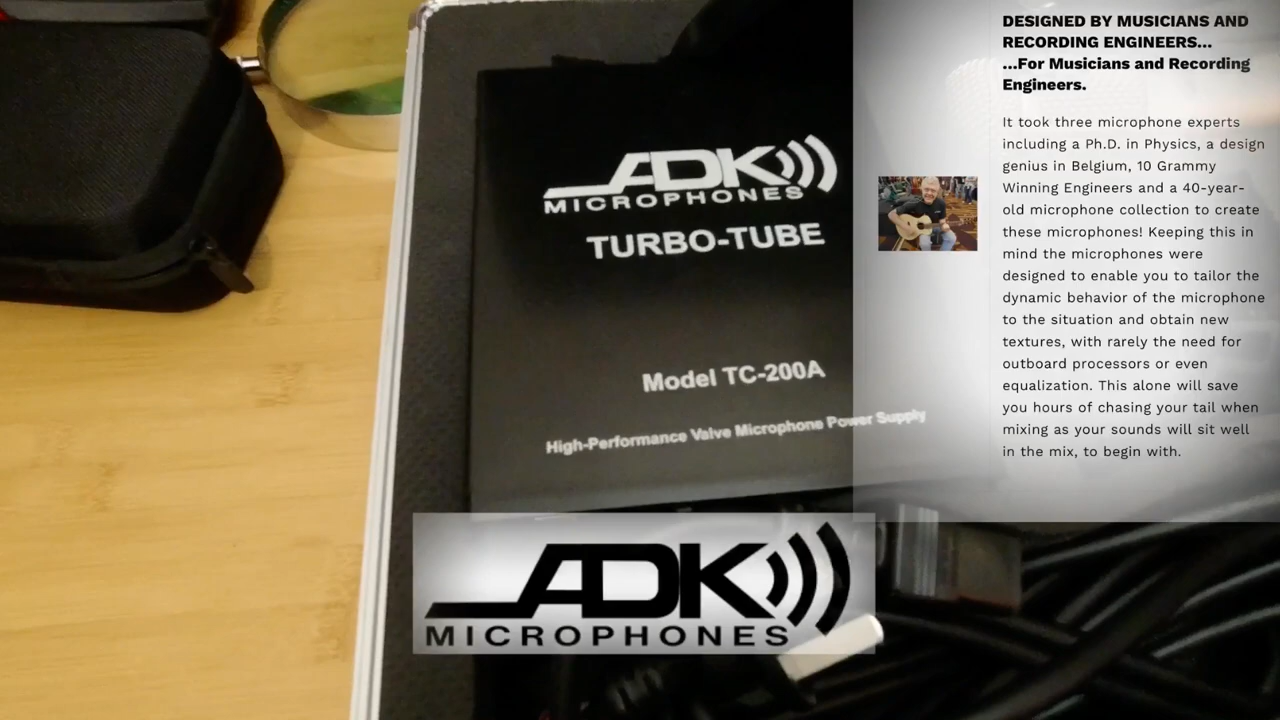 ADK
MICROPHONES
TURBO-TUBE
Model TC-200A
High-Performance Valve Microphone Power Supply
ADK
MICROPHONES
DESIGNED BY MUSICIANS AND
RECORDING ENGINEERS...
...For Musicians and Recording
Engineers.
It took three microphone experts
including a Ph.D. in Physics, a design
genius in Belgium, 10 Grammy
Winning Engineers and a 40-year-
old microphone collection to create
these microphones! Keeping this in
mind the microphones were
designed to enable you to tailor the
dynamic behavior of the microphone
to the situation and obtain new
textures, with rarely the need for
outboard processors or even
equalization. This alone will save
you hours of chasing your tail when
mixing as your sounds will sit well
in the mix, to begin with.